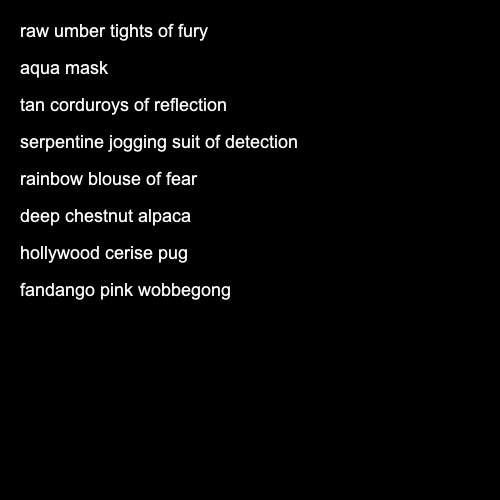 raw umber tights of fury
aqua mask
tan corduroys of reflection
serpentine jogging suit of detection
rainbow blouse of fear
deep chestnut alpaca
hollywood cerise pug
fandango pink wobbegong